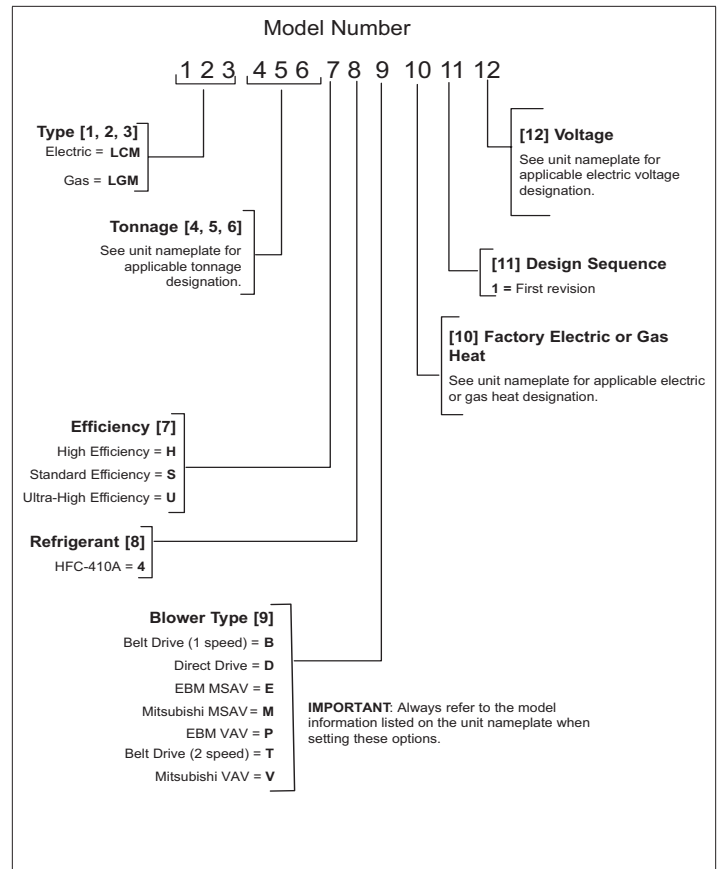 Model Number
1 2 3 4 5 6 7 8 9 10 11 12
Type [1, 2, 3]
Electric = LCM
Gas = LGM
Tonnage [4, 5, 6]
See unit nameplate for
applicable tonnage
designation.
[12] Voltage
See unit nameplate for
applicable electric voltage
designation.
[11] Design Sequence
1 = First revision
[10] Factory Electric or Gas
Heat
See unit nameplate for applicable electric
or gas heat designation.
Efficiency [7]
High Efficiency = H
Standard Efficiency = S
Ultra-High Efficiency = U
Refrigerant [8]
HFC-410A = 4
Blower Type [9]
Belt Drive (1 speed) = B
Direct Drive = D
EBM MSAV = E
Mitsubishi MSAV= M
EBM VAV = P
Belt Drive (2 speed) = T
Mitsubishi VAV = V
IMPORTANT: Always refer to the model
information listed on the unit nameplate when
setting these options.